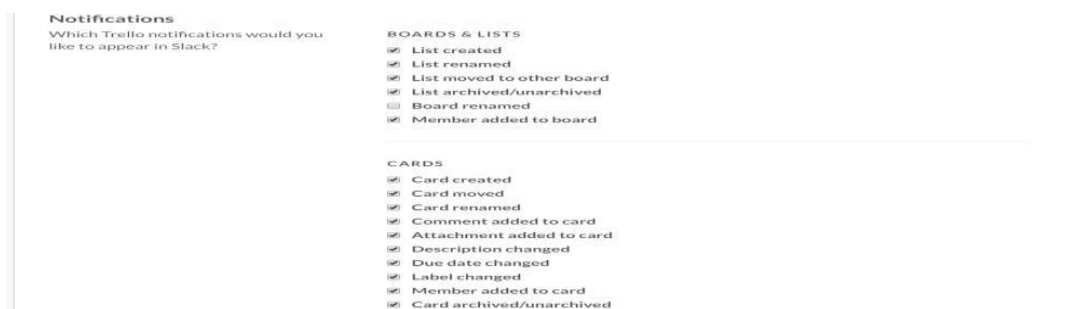 Notifications
Which Trello notifications would you
like to appear in Slack?
BOARDS & LISTS
List created
List renamed
List moved to other board
List archived/unarchived
Board renamed
Member added to board
CARDS
Card created
Card moved
Card renamed
Comment added to card
Attachment added to card
Description changed
Due date changed
Label changed
Member added to card
Card archived/unarchived